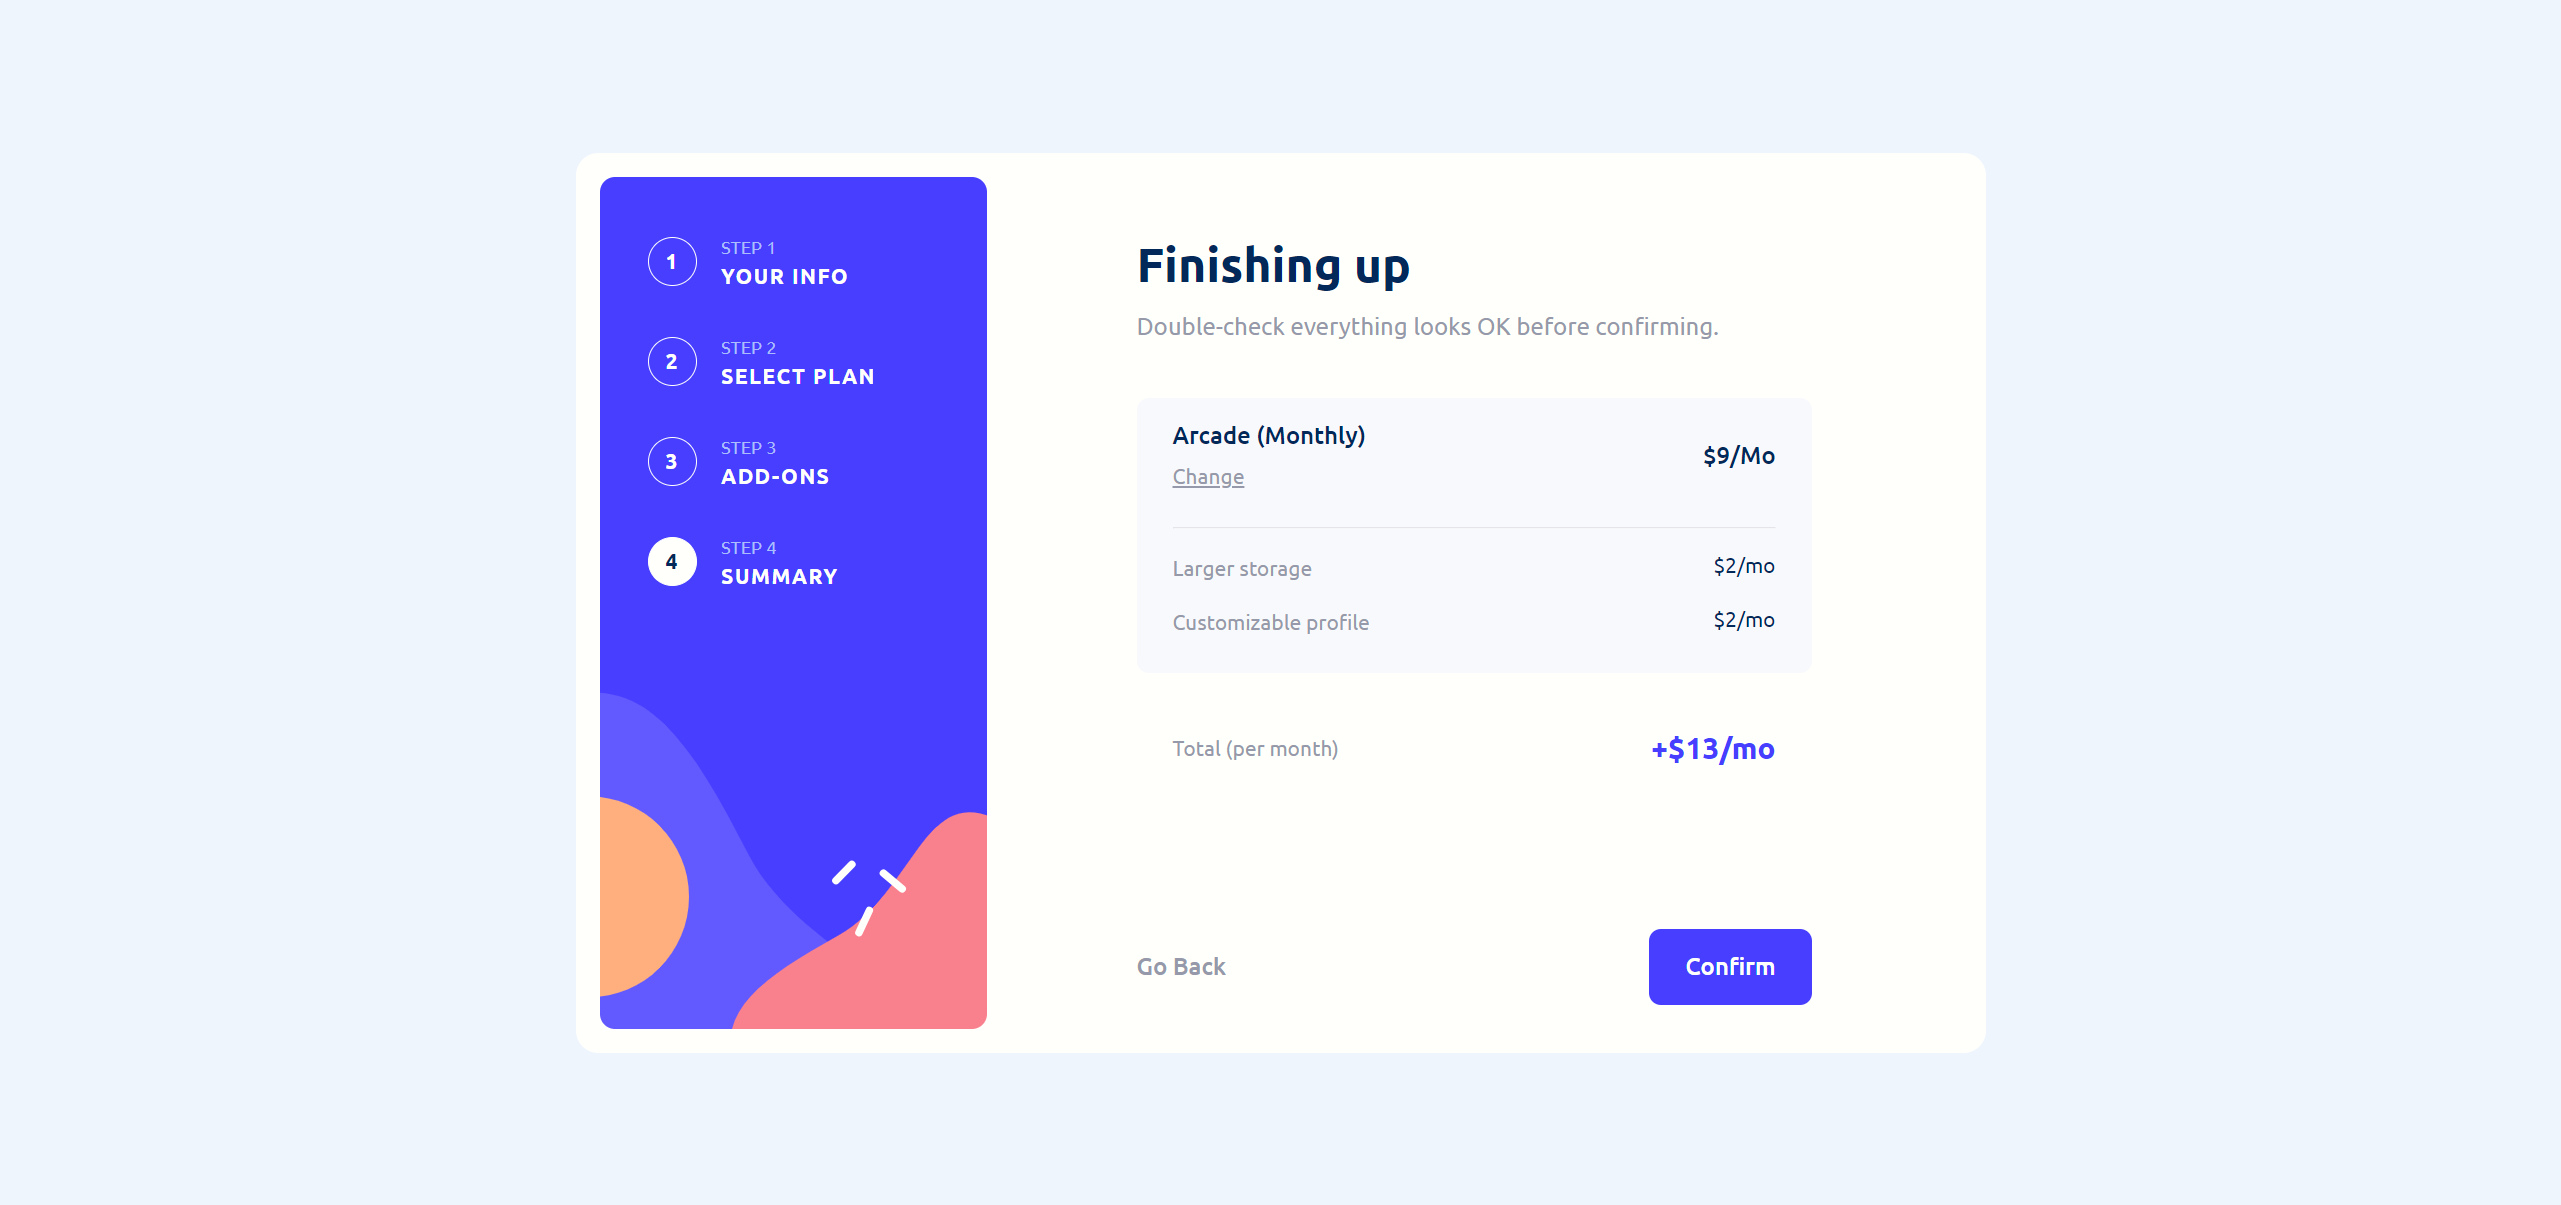 1
STEP 1
YOUR INFO
2
STEP 2
SELECT PLAN
3
STEP 3
ADD-ONS
4
STEP 4
SUMMARY
Finishing up
Double-check everything looks OK before confirming.
Arcade (Monthly)
Change
$9/Mo
Larger storage
$2/mo
Customizable profile
$2/mo
Total (per month)
+$13/mo
Go Back
Confirm